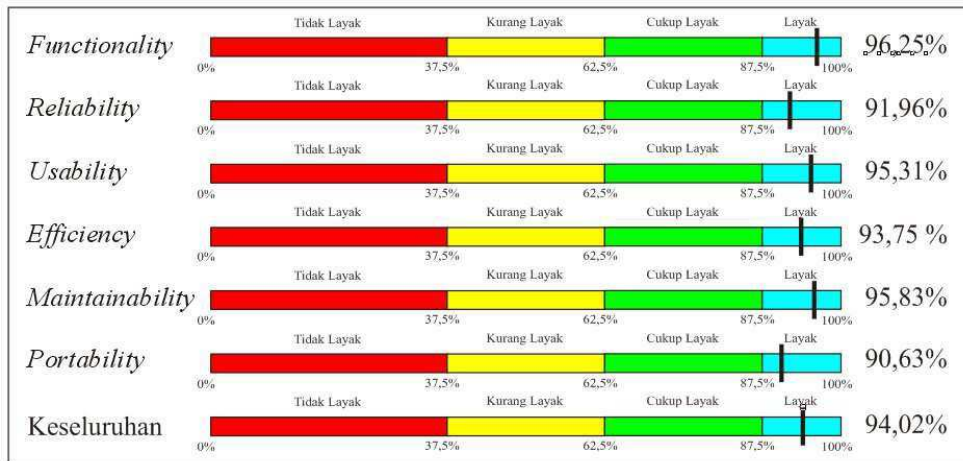 Tidak Layak Kurang Layak Cukup Layak Layak
Functionality 96,25%
0% 37,5% 62,5% 87,5% 100%
Tidak Layak Kurang Layak Cukup Layak Layak
Reliability 91,96%
0% 37,5% 62,5% 87,5% 100%
Tidak Layak Kurang Layak Cukup Layak Layak
Usability 95,31%
0% 37,5% 62,5% 87,5% 100%
Tidak Layak Kurang Layak Cukup Layak Layak
Efficiency 93,75 %
0% 37,5% 62,5% 87,5% 100%
Tidak Layak Kurang Layak Cukup Layak Layak
Maintainability 95,83%
0% 37,5% 62,5% 87,5% 100%
Tidak Layak Kurang Layak Cukup Layak Layak
Portability 90,63%
0% 37,5% 62,5% 87,5% 100%
Tidak Layak Kurang Layak Cukup Layak Layak
Keseluruhan 94,02%
0% 37,5% 62,5% 87,5% 100%